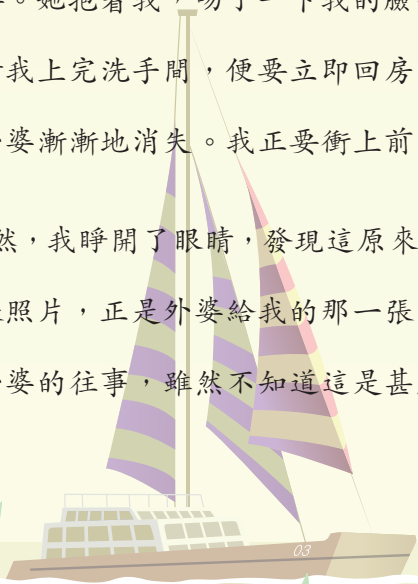 。她抱着我，吻了一下我的臉
我上完洗手間，便要立即回房
婆漸漸地消失。我正要衝上前
然，我睜開了眼睛，發現這原來
照片，正是外婆給我的那一張
婆的往事，雖然不知道這是甚
03